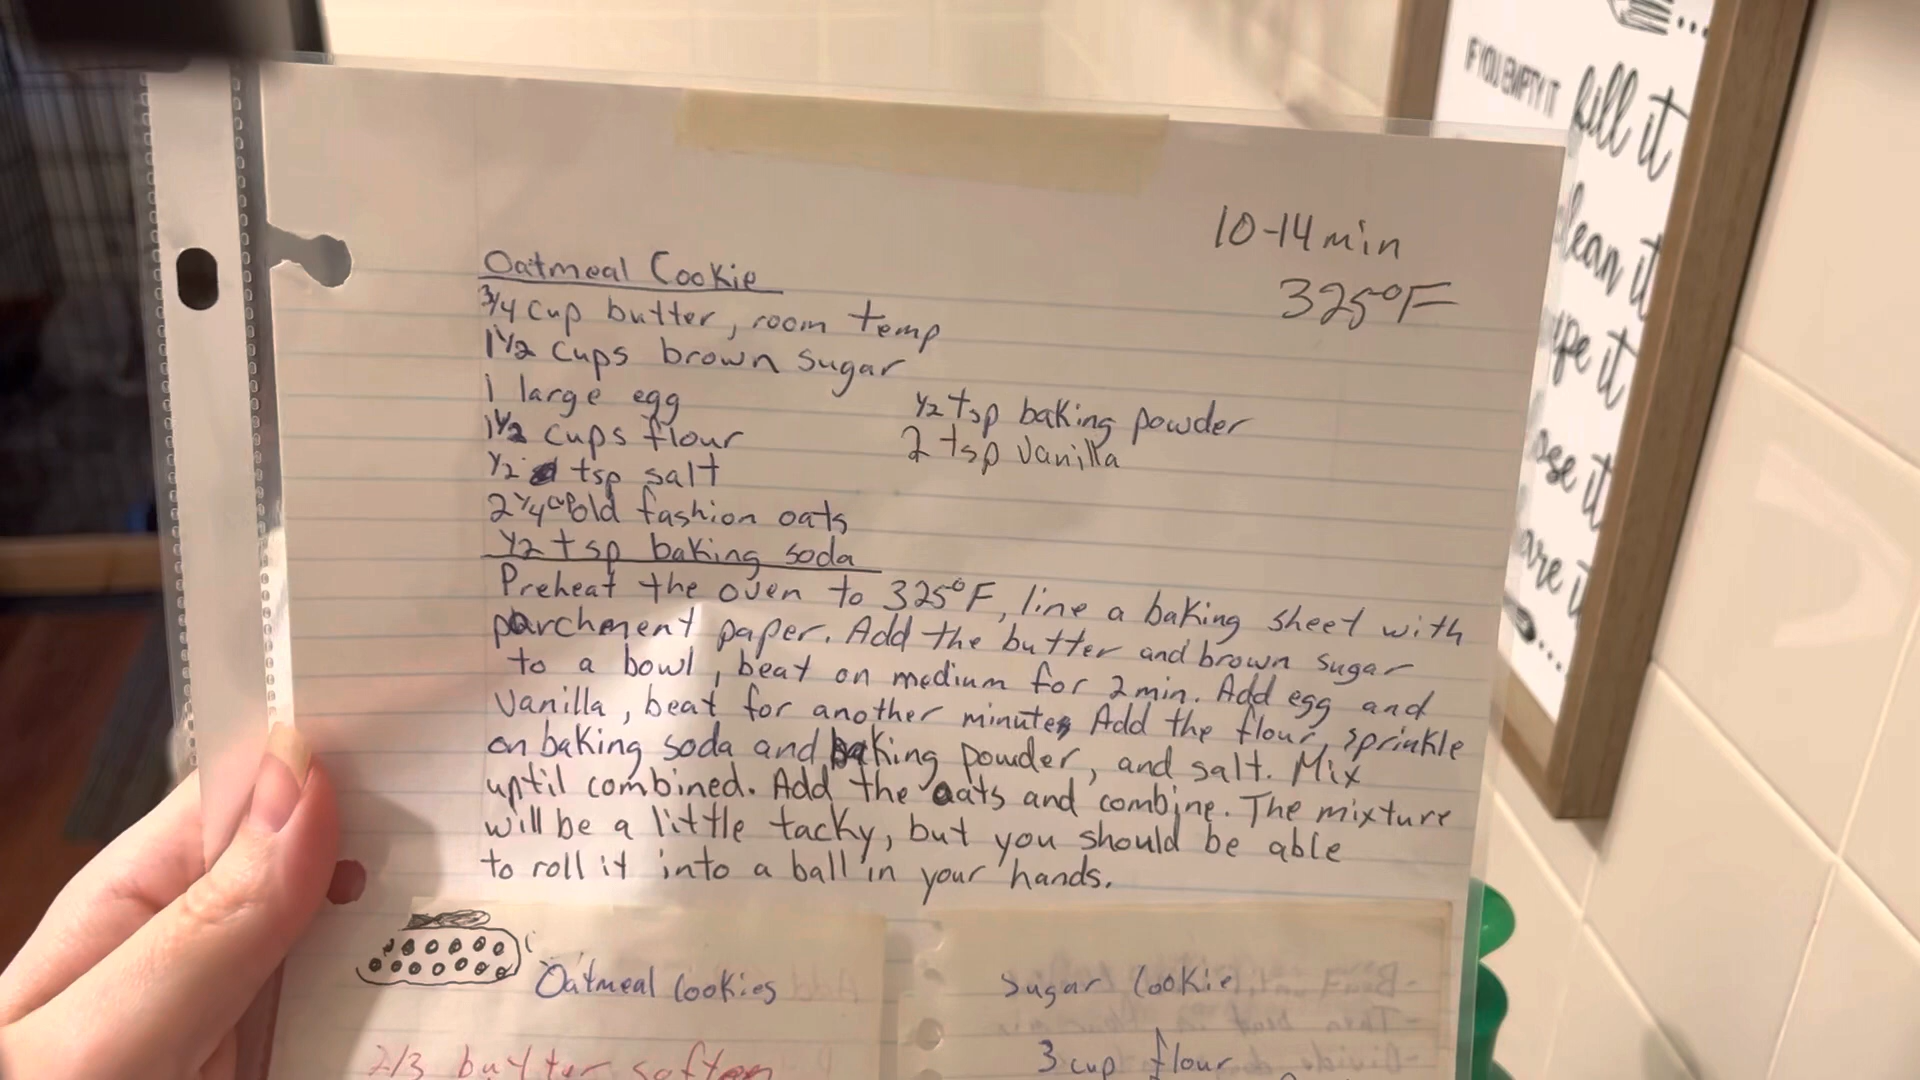 10-14 min
325°F
Oatmeal Cookie
3/4 cup butter, room temp
1 1/2 cups brown sugar
1 large egg
1 1/2 cups flour
1/2 tsp salt
2 1/4 cup old fashion oats
1/2 tsp baking soda
1/2 tsp baking powder
2 tsp vanilla
Preheat the oven to 325°F, line a baking sheet with
parchment paper. Add the butter and brown sugar
to a bowl, beat on medium for 2 min. Add egg and
vanilla, beat for another minute, Add the flour, sprinkle
on baking soda and baking powder, and salt. Mix
until combined. Add the oats and combine. The mixture
will be a little tacky, but you should be able
to roll it into a ball in your hands.
Oatmeal Cookies
2/3 butter soften
Sugar Cookie
3 cup flour
IF YOU EMPTY IT
fill it